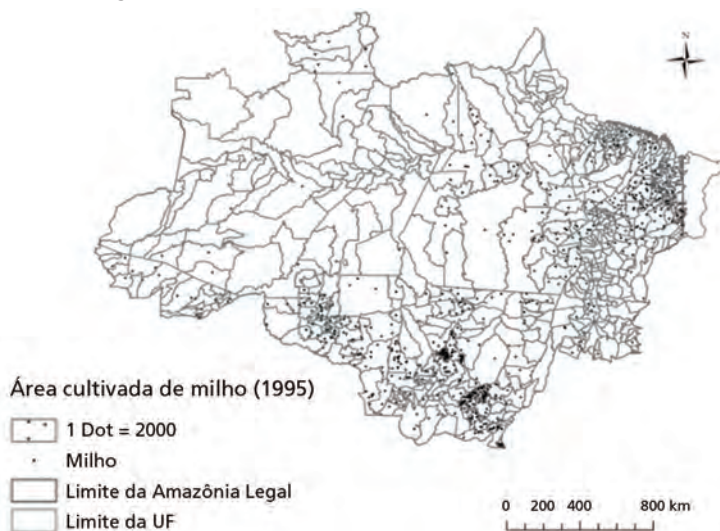 N
Área cultivada de milho (1995)
1 Dot = 2000
Milho
Limite da Amazônia Legal
Limite da UF
0 200 400 800 km